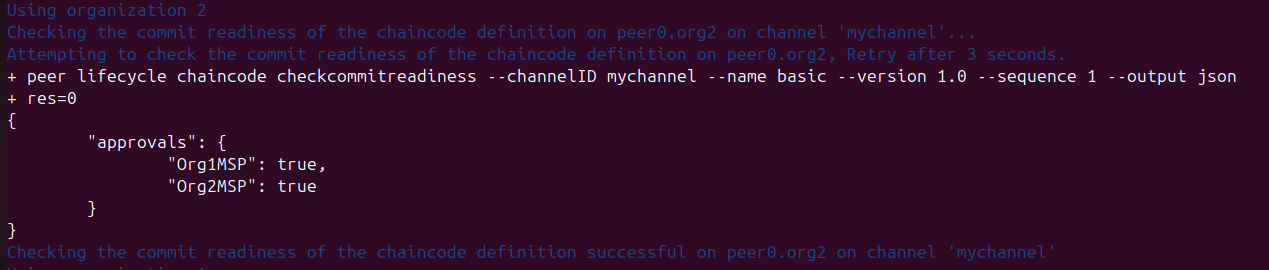 Using organization 2
Checking the commit readiness of the chaincode definition on peer0.org2 on channel 'mychannel'...
Attempting to check the commit readiness of the chaincode definition on peer0.org2, Retry after 3 seconds.
+ peer lifecycle chaincode checkcommitreadiness --channelID mychannel --name basic --version 1.0 --sequence 1 --output json
+ res=0
{
        "approvals": {
                "Org1MSP": true,
                "Org2MSP": true
        }
}
Checking the commit readiness of the chaincode definition successful on peer0.org2 on channel 'mychannel'